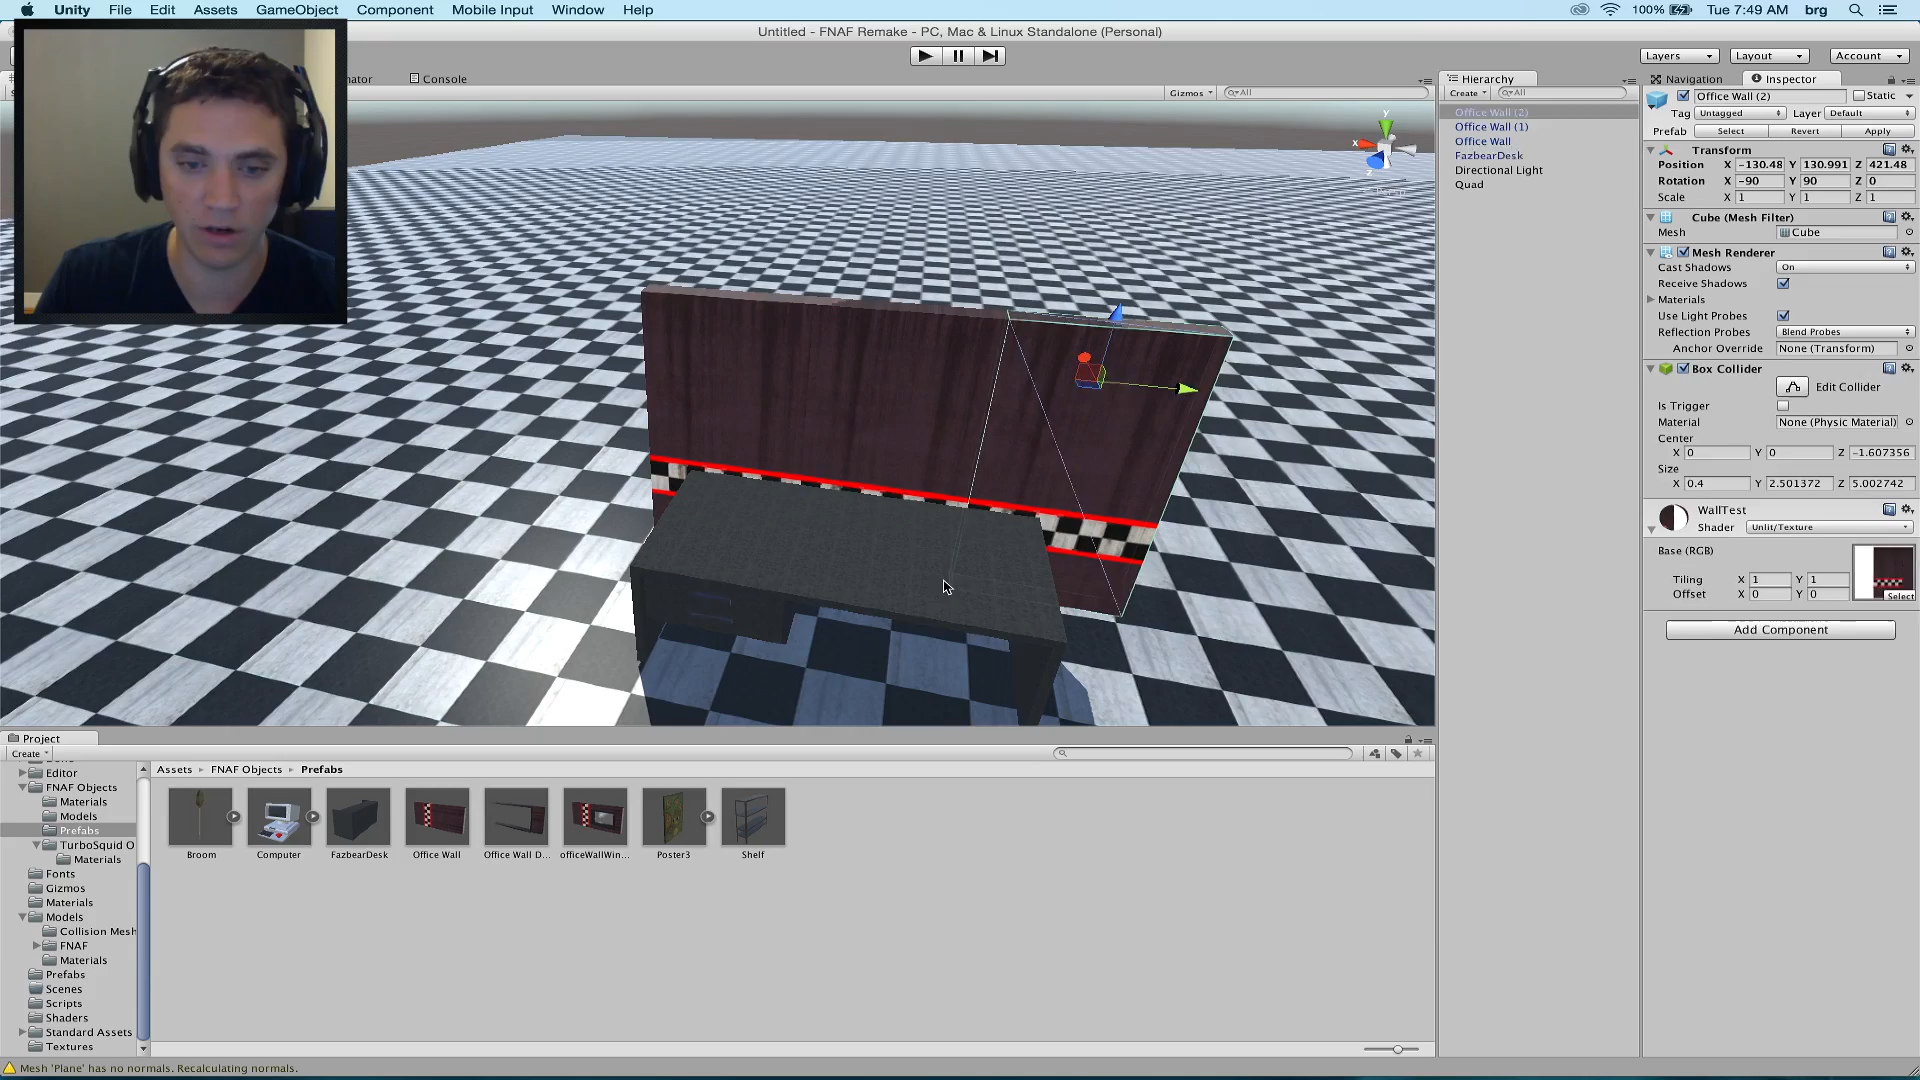 Unity File Edit Assets GameObject Component Mobile Input Window Help 100% Tue 7:49 AM brg
Untitled - FNAF Remake - PC, Mac & Linux Standalone (Personal)
Layers Layout Account
Console
Gizmos All
Hierarchy
Create All
Office Wall (2)
Office Wall (1)
Office Wall
FazbearDesk
Directional Light
Quad
Navigation Inspector
Office Wall (2) Static
Tag Untagged Layer Default
Prefab Select Revert Apply
Transform
Position X -130.48 Y 130.991 Z 421.48
Rotation X -90 Y 90 Z 0
Scale X 1 Y 1 Z 1
Cube (Mesh Filter)
Mesh Cube
Mesh Renderer
Cast Shadows On
Receive Shadows
Materials
Use Light Probes
Reflection Probes Blend Probes
Anchor Override None (Transform)
Box Collider
Edit Collider
Is Trigger
Material None (Physic Material)
Center
X 0 Y 0 Z -1.607356
Size
X 0.4 Y 2.501372 Z 5.002742
WallTest
Shader Unlit/Texture
Base (RGB)
Tiling X 1 Y 1
Offset X 0 Y 0
Select
Add Component
y
x
z
Project
Create
Editor
FNAF Objects
Materials
Models
Prefabs
TurboSquid O
Materials
Fonts
Gizmos
Materials
Models
Collision Mesh
FNAF
Materials
Prefabs
Scenes
Scripts
Shaders
Standard Assets
Textures
Assets FNAF Objects Prefabs
Broom Computer FazbearDesk Office Wall Office Wall D... officeWallWin... Poster3 Shelf
Mesh 'Plane' has no normals. Recalculating normals.